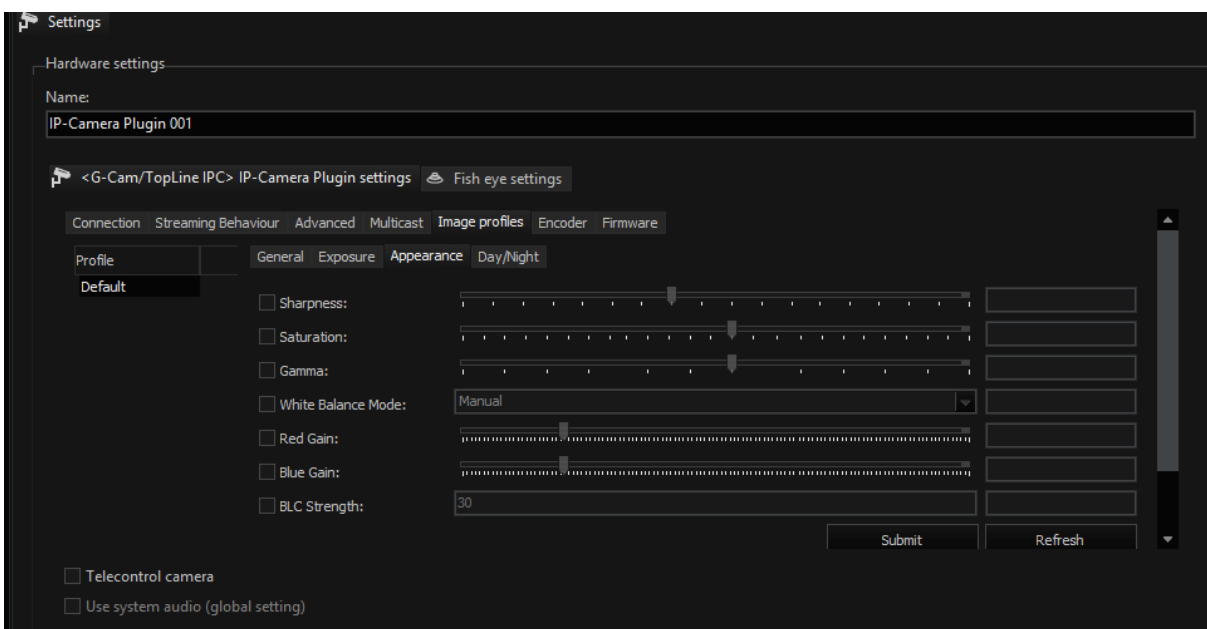 Settings
Hardware settings
Name:
IP-Camera Plugin 001
<G-Cam/TopLine IPC> IP-Camera Plugin settings Fish eye settings
Connection Streaming Behaviour Advanced Multicast Image profiles Encoder Firmware
Profile
Default
General Exposure Appearance Day/Night
Sharpness:
Saturation:
Gamma:
White Balance Mode: Manual
Red Gain:
Blue Gain:
BLC Strength: 30
Submit Refresh
Telecontrol camera
Use system audio (global setting)